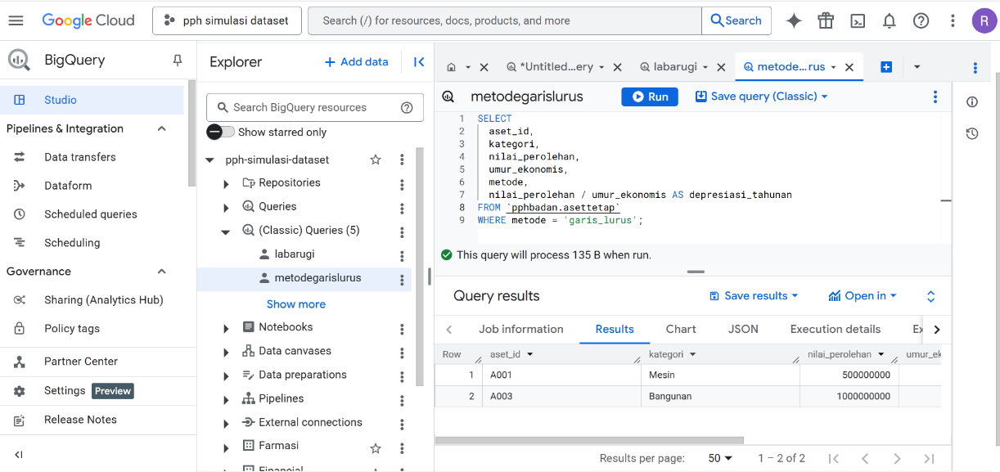 Google Cloud
pph simulasi dataset
Search (/) for resources, docs, products, and more
Search
R
BigQuery
Studio
Pipelines & Integration
Data transfers
Dataform
Scheduled queries
Scheduling
Governance
Sharing (Analytics Hub)
Policy tags
Partner Center
Settings Preview
Release Notes
Explorer
+ Add data
Search BigQuery resources
Show starred only
pph-simulasi-dataset
Repositories
Queries
(Classic) Queries (5)
labarugi
metodegarislurus
Show more
Notebooks
Data canvases
Data preparations
Pipelines
External connections
Farmasi
Financial
*Untitled...ery
labarugi
metode...rus
metodegarislurus
Run
Save query (Classic)
1 SELECT
2 aset_id,
3 kategori,
4 nilai_perolehan,
5 umur_ekonomis,
6 metode,
7 nilai_perolehan / umur_ekonomis AS depresiasi_tahunan
8 FROM `pphbadan.asettetap`
9 WHERE metode = 'garis_lurus';
This query will process 135 B when run.
Query results
Save results
Open in
Job information
Results
Chart
JSON
Execution details
Ex
Row aset_id kategori nilai_perolehan umur_ek
1 A001 Mesin 500000000
2 A003 Bangunan 1000000000
Results per page: 50 1 – 2 of 2